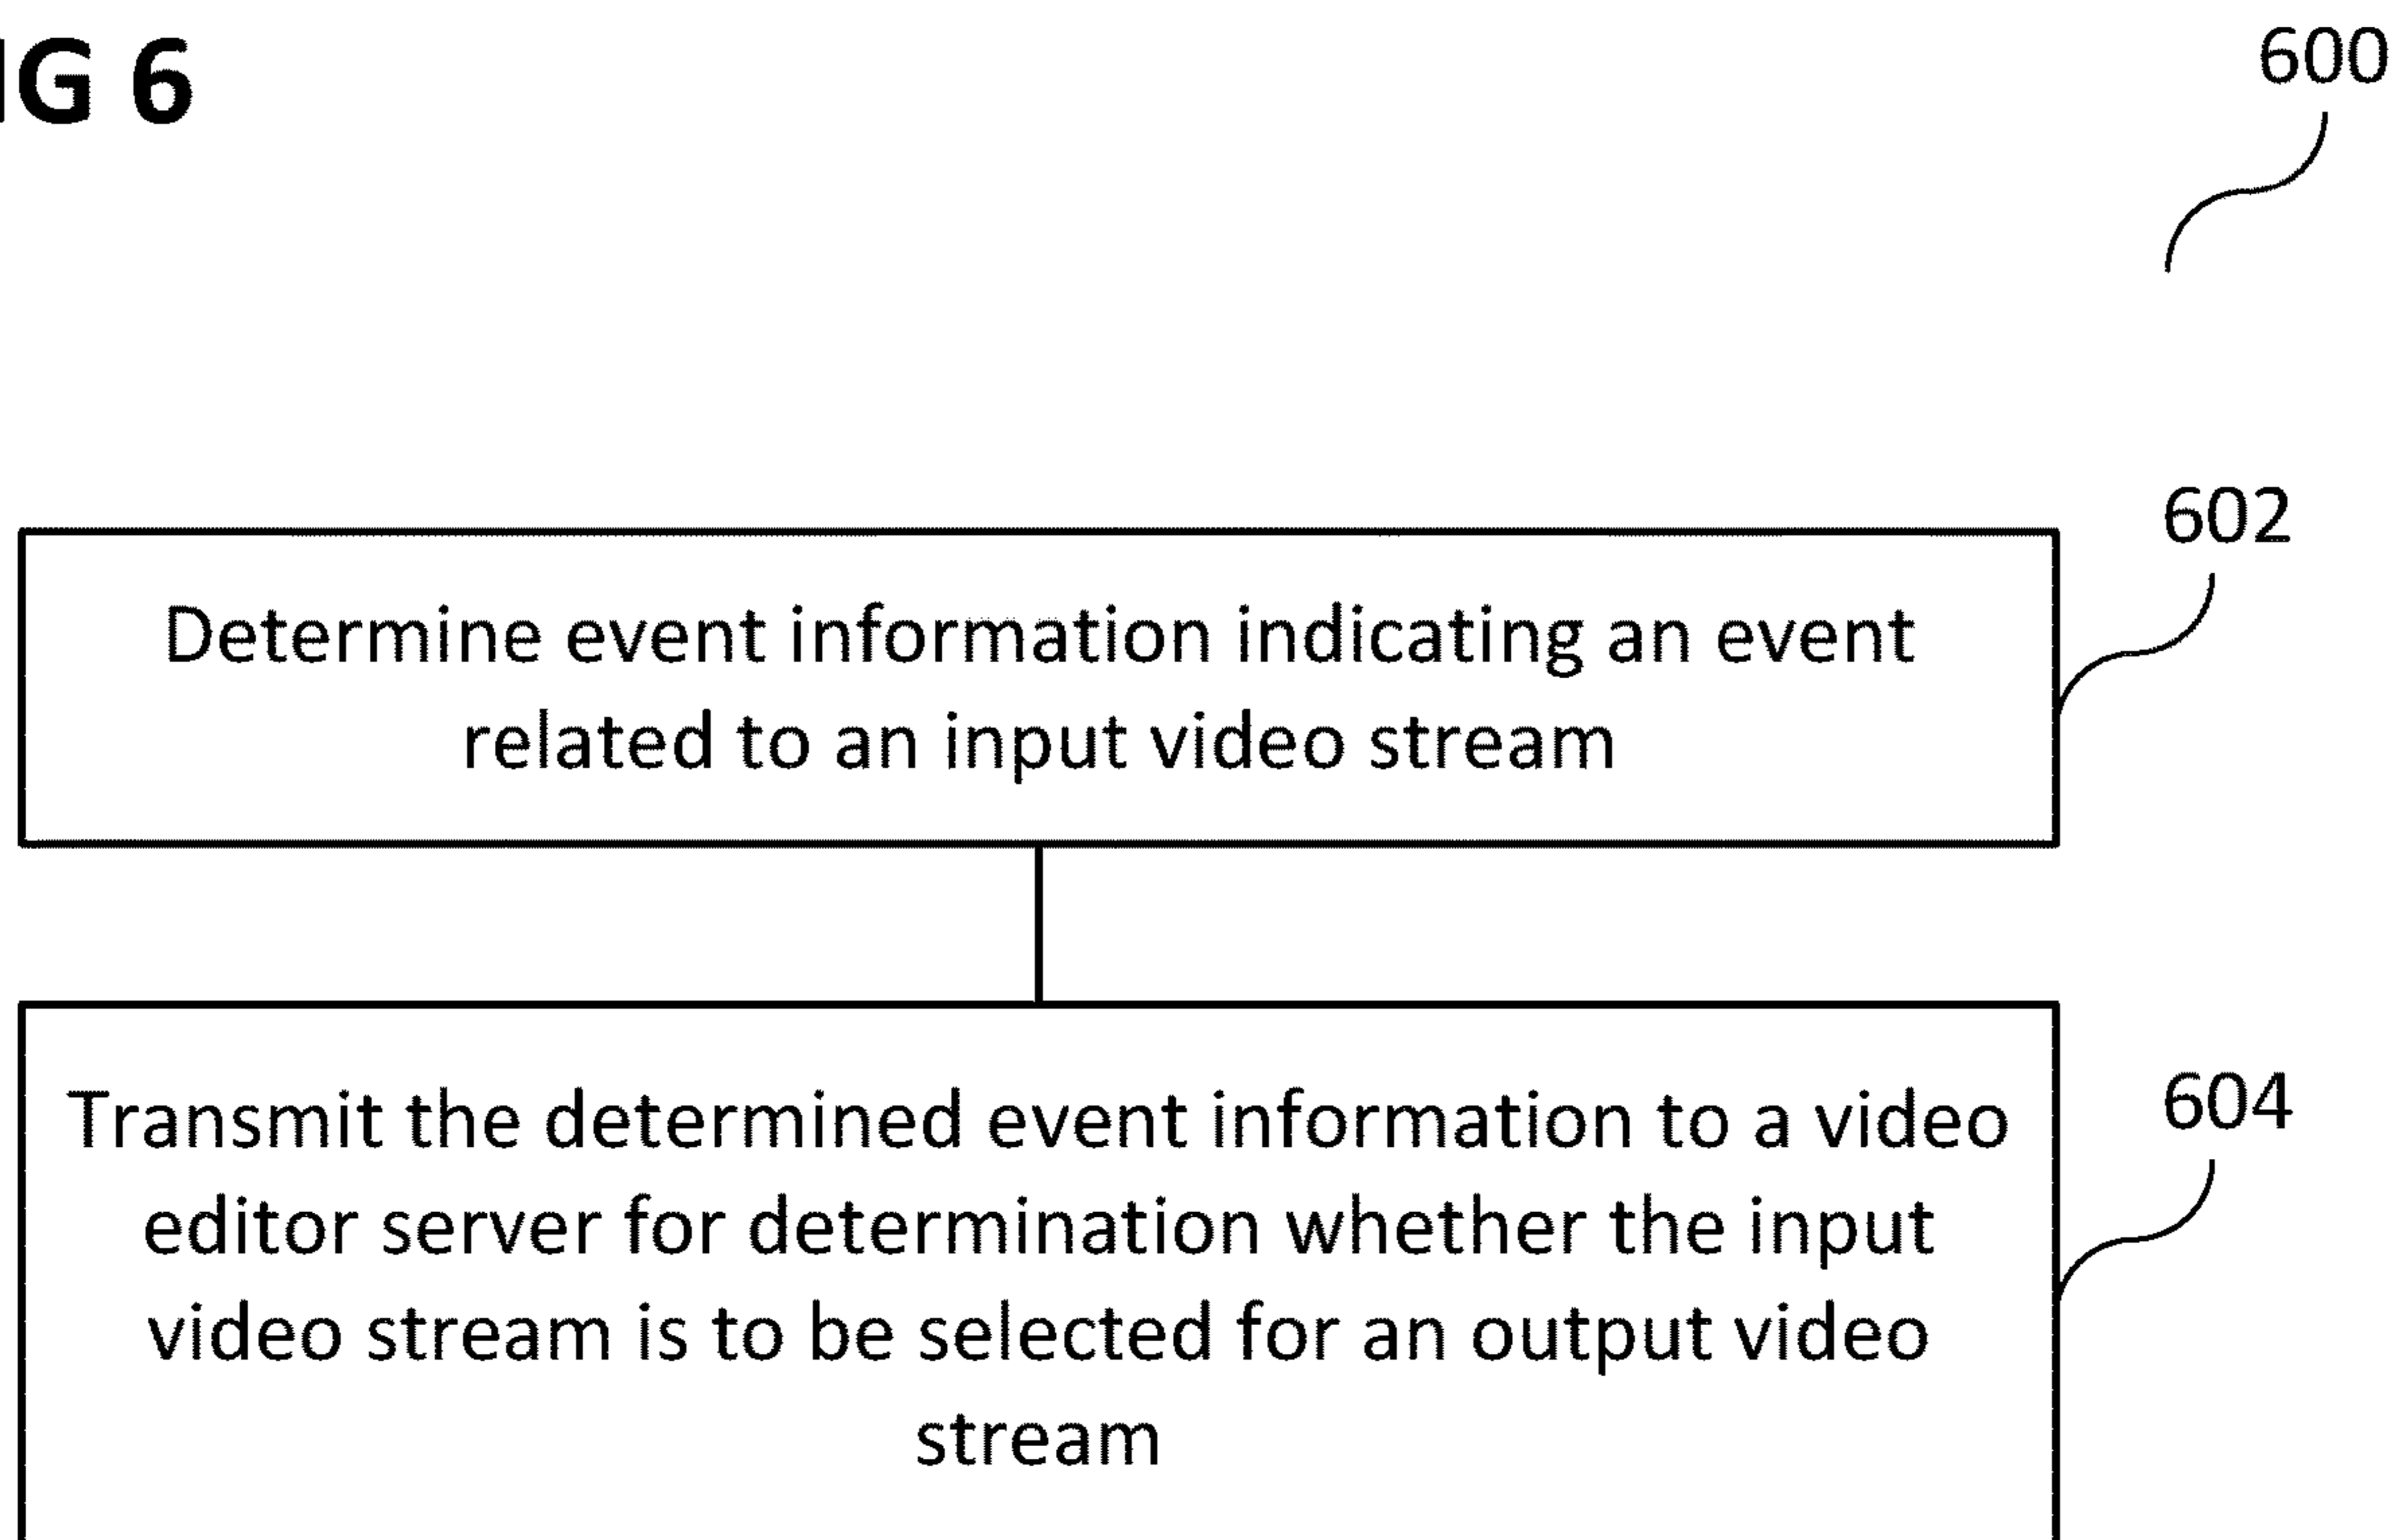 IG 6
600
602
Determine event information indicating an event
related to an input video stream
604
Transmit the determined event information to a video
editor server for determination whether the input
video stream is to be selected for an output video
stream